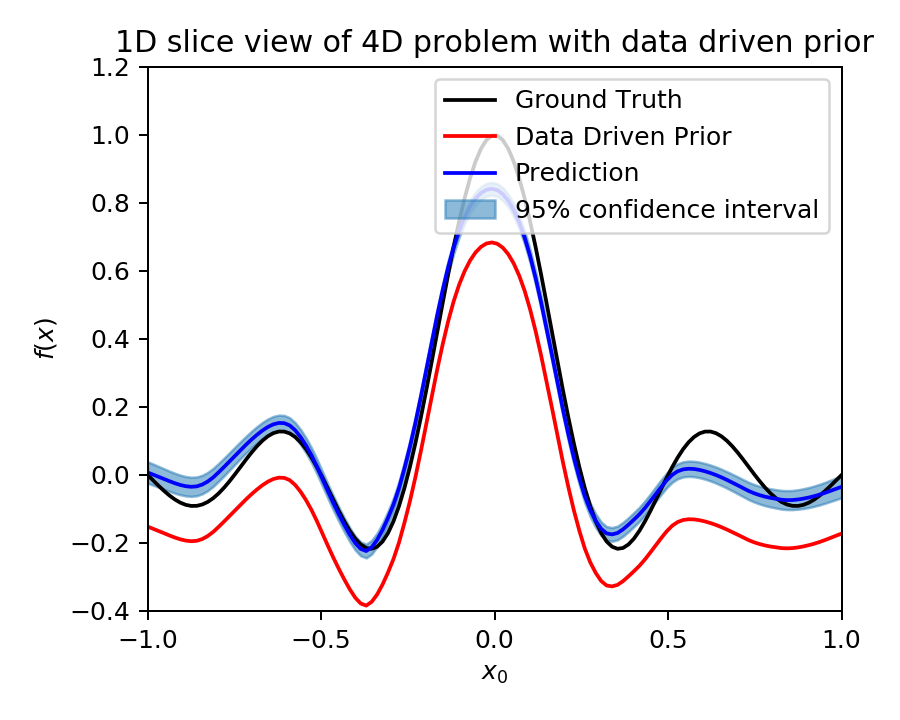 1D slice view of 4D problem with data driven prior
Ground Truth
Data Driven Prior
Prediction
95% confidence interval
1.2
1.0
0.8
0.6
0.4
0.2
0.0
−0.2
−0.4
f(x)
−1.0 −0.5 0.0 0.5 1.0
x₀